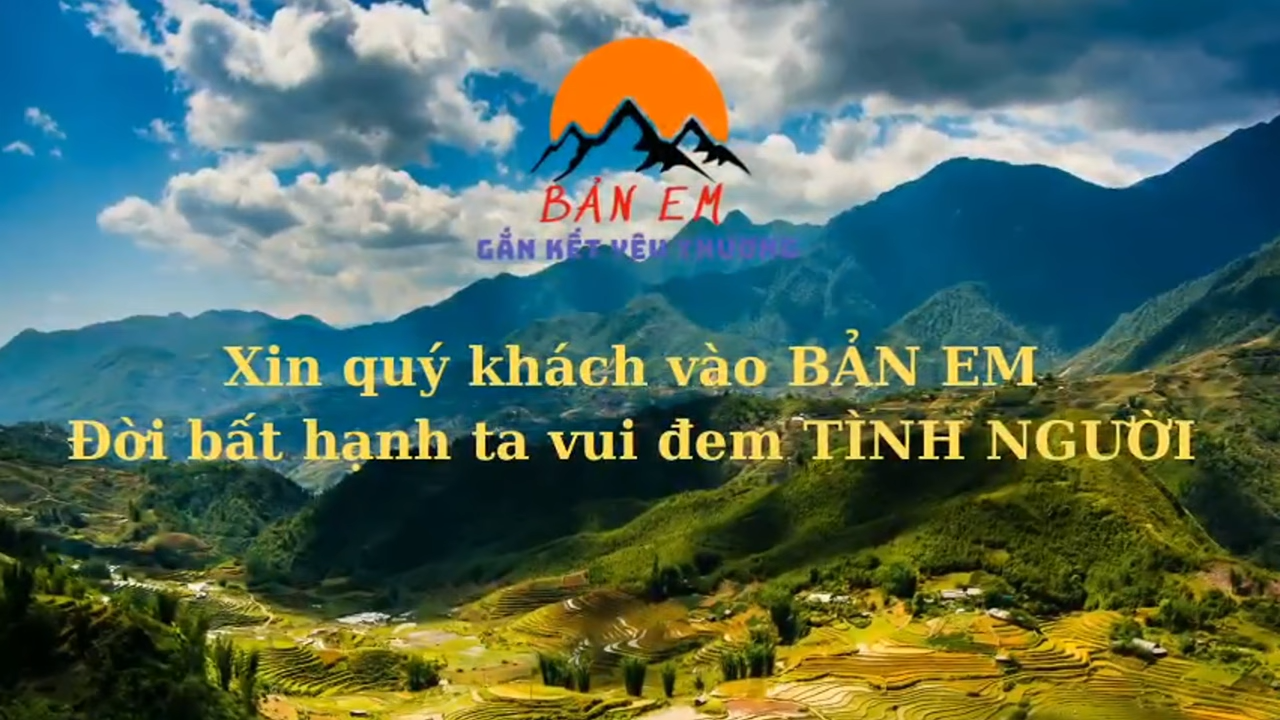 BẢN EM
GẮN KẾT YÊU THƯƠNG
Xin quý khách vào BẢN EM
Đời bất hạnh ta vui đem TÌNH NGƯỜI